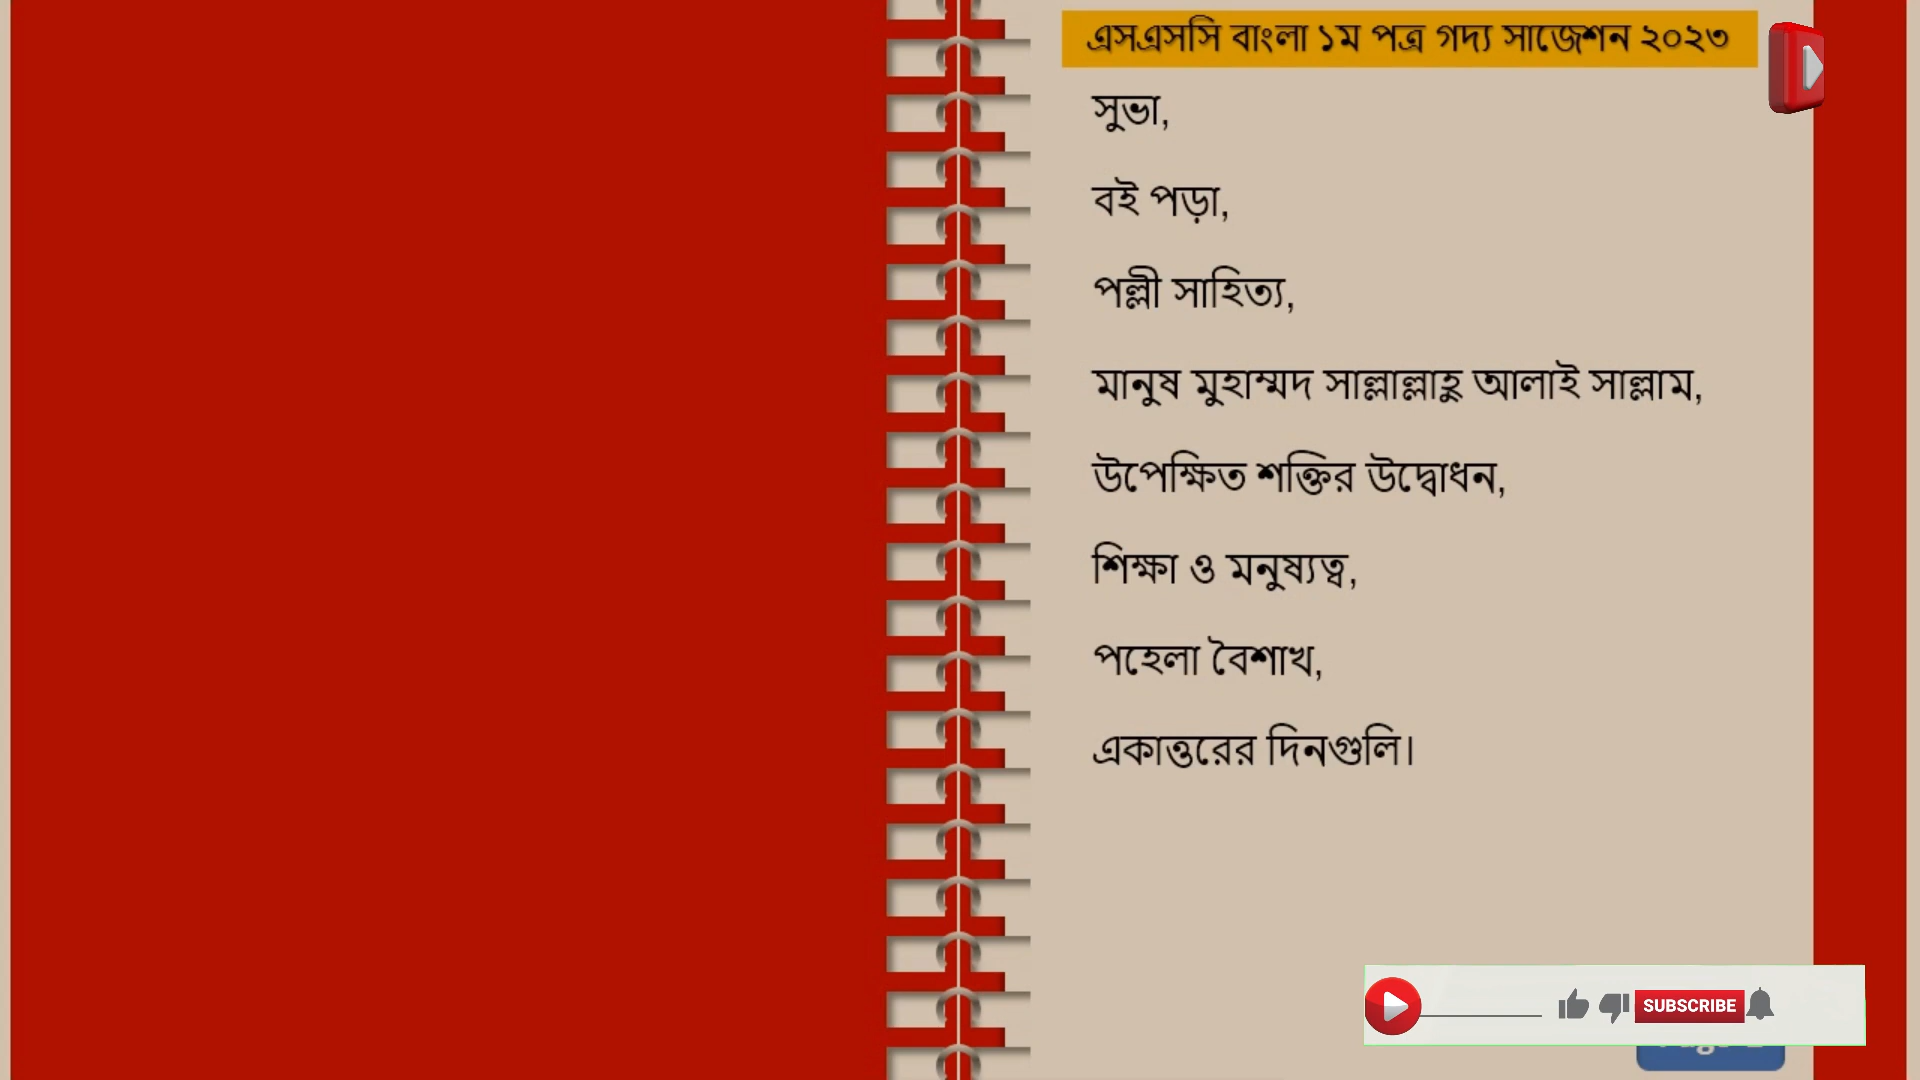 এসএসসি বাংলা ১ম পত্র গদ্য সাজেশন ২০২৩
সুভা,
বই পড়া,
পল্লী সাহিত্য,
মানুষ মুহাম্মদ সাল্লাল্লাহু আলাই সাল্লাম,
উপেক্ষিত শক্তির উদ্বোধন,
শিক্ষা ও মনুষ্যত্ব,
পহেলা বৈশাখ,
একাত্তরের দিনগুলি।
SUBSCRIBE